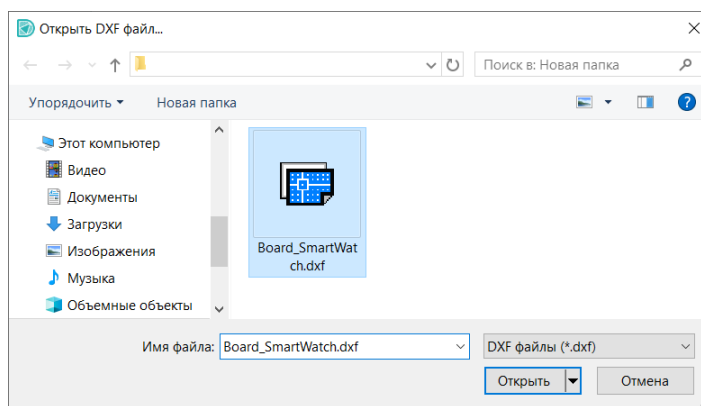 Открыть DXF файл...
Поиск в: Новая папка
Упорядочить
Новая папка
?
Этот компьютер
Видео
Документы
Загрузки
Изображения
Музыка
Объемные объекты
Board_SmartWat
ch.dxf
Имя файла: Board_SmartWatch.dxf
DXF файлы (*.dxf)
Открыть
Отмена